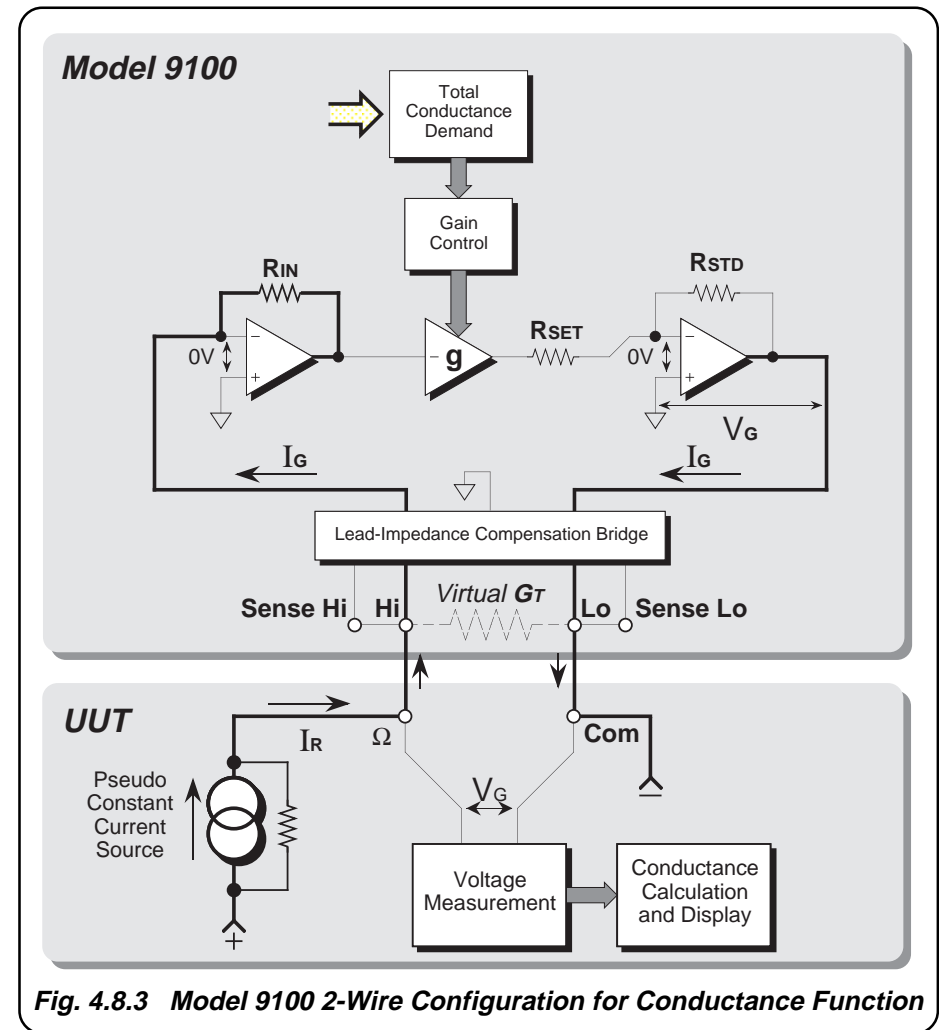 Model 9100
Total
Conductance
Demand
Gain
Control
RIN
RSTD
RSET
0V
−
+
− g
0V
−
+
VG
IG
IG
Lead-Impedance Compensation Bridge
Virtual GT
Sense Hi
Hi
Lo
Sense Lo
UUT
IR
Ω
Com
−
Pseudo
Constant
Current
Source
VG
+
Voltage
Measurement
Conductance
Calculation
and Display
Fig. 4.8.3 Model 9100 2-Wire Configuration for Conductance Function